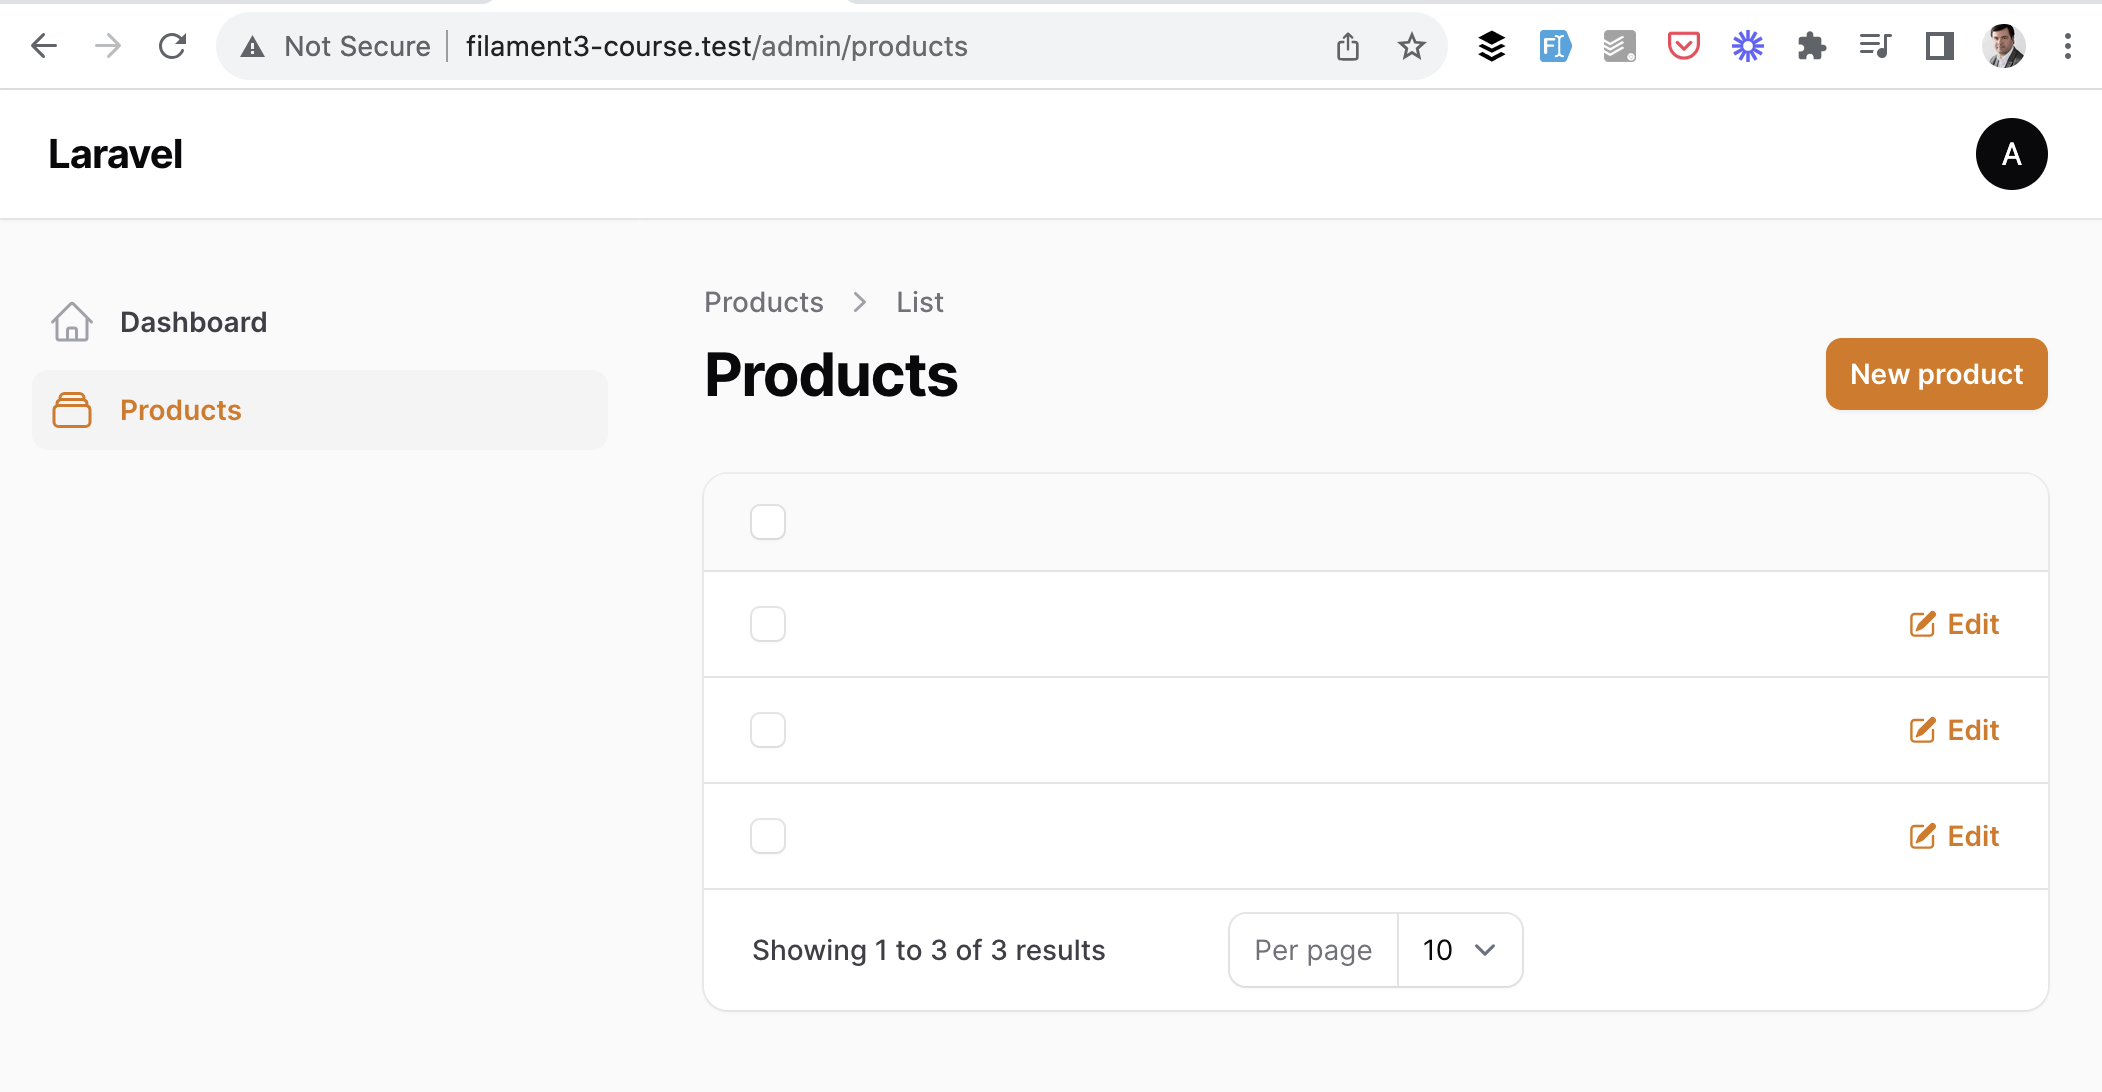 Not Secure filament3-course.test/admin/products
Laravel
A
Dashboard
Products
Products > List
Products
New product
Edit
Edit
Edit
Showing 1 to 3 of 3 results
Per page 10